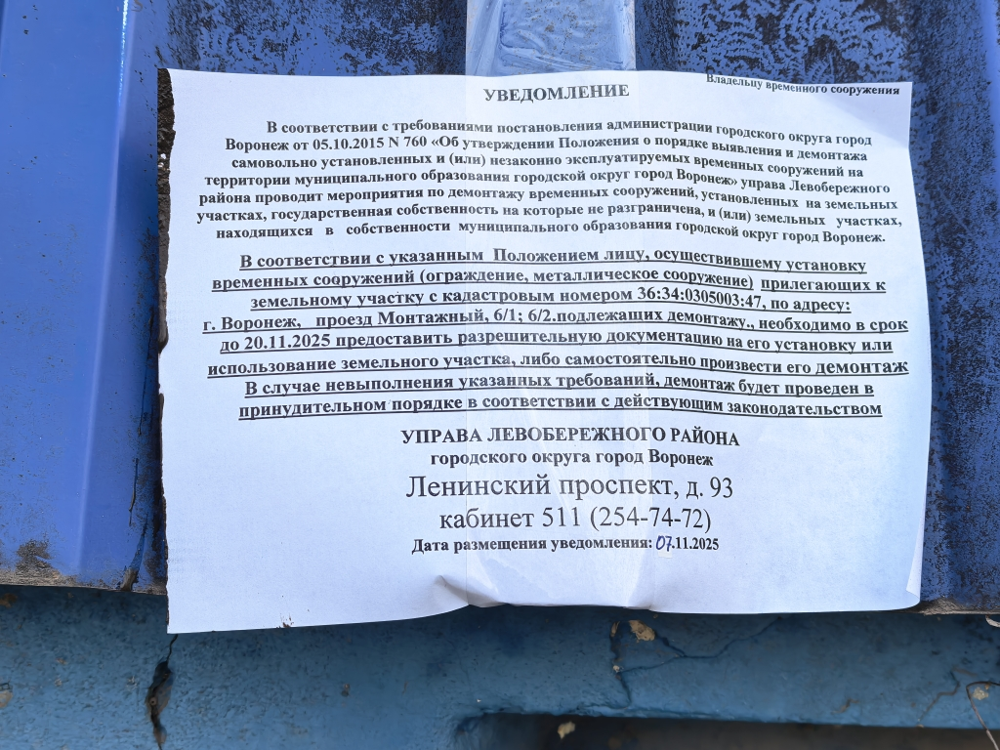 Владельцу временного сооружения
УВЕДОМЛЕНИЕ
В соответствии с требованиями постановления администрации городского округа город
Воронеж от 05.10.2015 N 760 «Об утверждении Положения о порядке выявления и демонтажа
самовольно установленных и (или) незаконно эксплуатируемых временных сооружений на
территории муниципального образования городской округ город Воронеж» управа Левобережного
района проводит мероприятия по демонтажу временных сооружений, установленных на земельных
участках, государственная собственность на которые не разграничена, и (или) земельных участках,
находящихся в собственности муниципального образования городской округ город Воронеж.
В соответствии с указанным Положением лицу, осуществившему установку
временных сооружений (ограждение, металлическое сооружение) прилегающих к
земельному участку с кадастровым номером 36:34:0305003:47, по адресу:
г. Воронеж, проезд Монтажный, 6/1; 6/2.подлежащих демонтажу., необходимо в срок
до 20.11.2025 предоставить разрешительную документацию на его установку или
использование земельного участка, либо самостоятельно произвести его демонтаж
В случае невыполнения указанных требований, демонтаж будет проведен в
принудительном порядке в соответствии с действующим законодательством
УПРАВА ЛЕВОБЕРЕЖНОГО РАЙОНА
городского округа город Воронеж
Ленинский проспект, д. 93
кабинет 511 (254-74-72)
Дата размещения уведомления: 07.11.2025